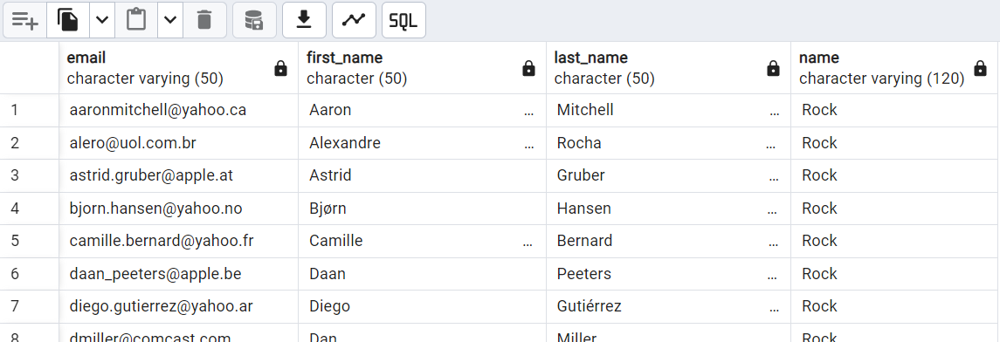 SQL
email first_name last_name name
character varying (50) character (50) character (50) character varying (120)
1 aaronmitchell@yahoo.ca Aaron ... Mitchell ... Rock
2 alero@uol.com.br Alexandre ... Rocha ... Rock
3 astrid.gruber@apple.at Astrid Gruber ... Rock
4 bjorn.hansen@yahoo.no Bjørn Hansen ... Rock
5 camille.bernard@yahoo.fr Camille ... Bernard ... Rock
6 daan_peeters@apple.be Daan Peeters ... Rock
7 diego.gutierrez@yahoo.ar Diego Gutiérrez ... Rock
8 dmiller@comcast.com Dan Miller Rock